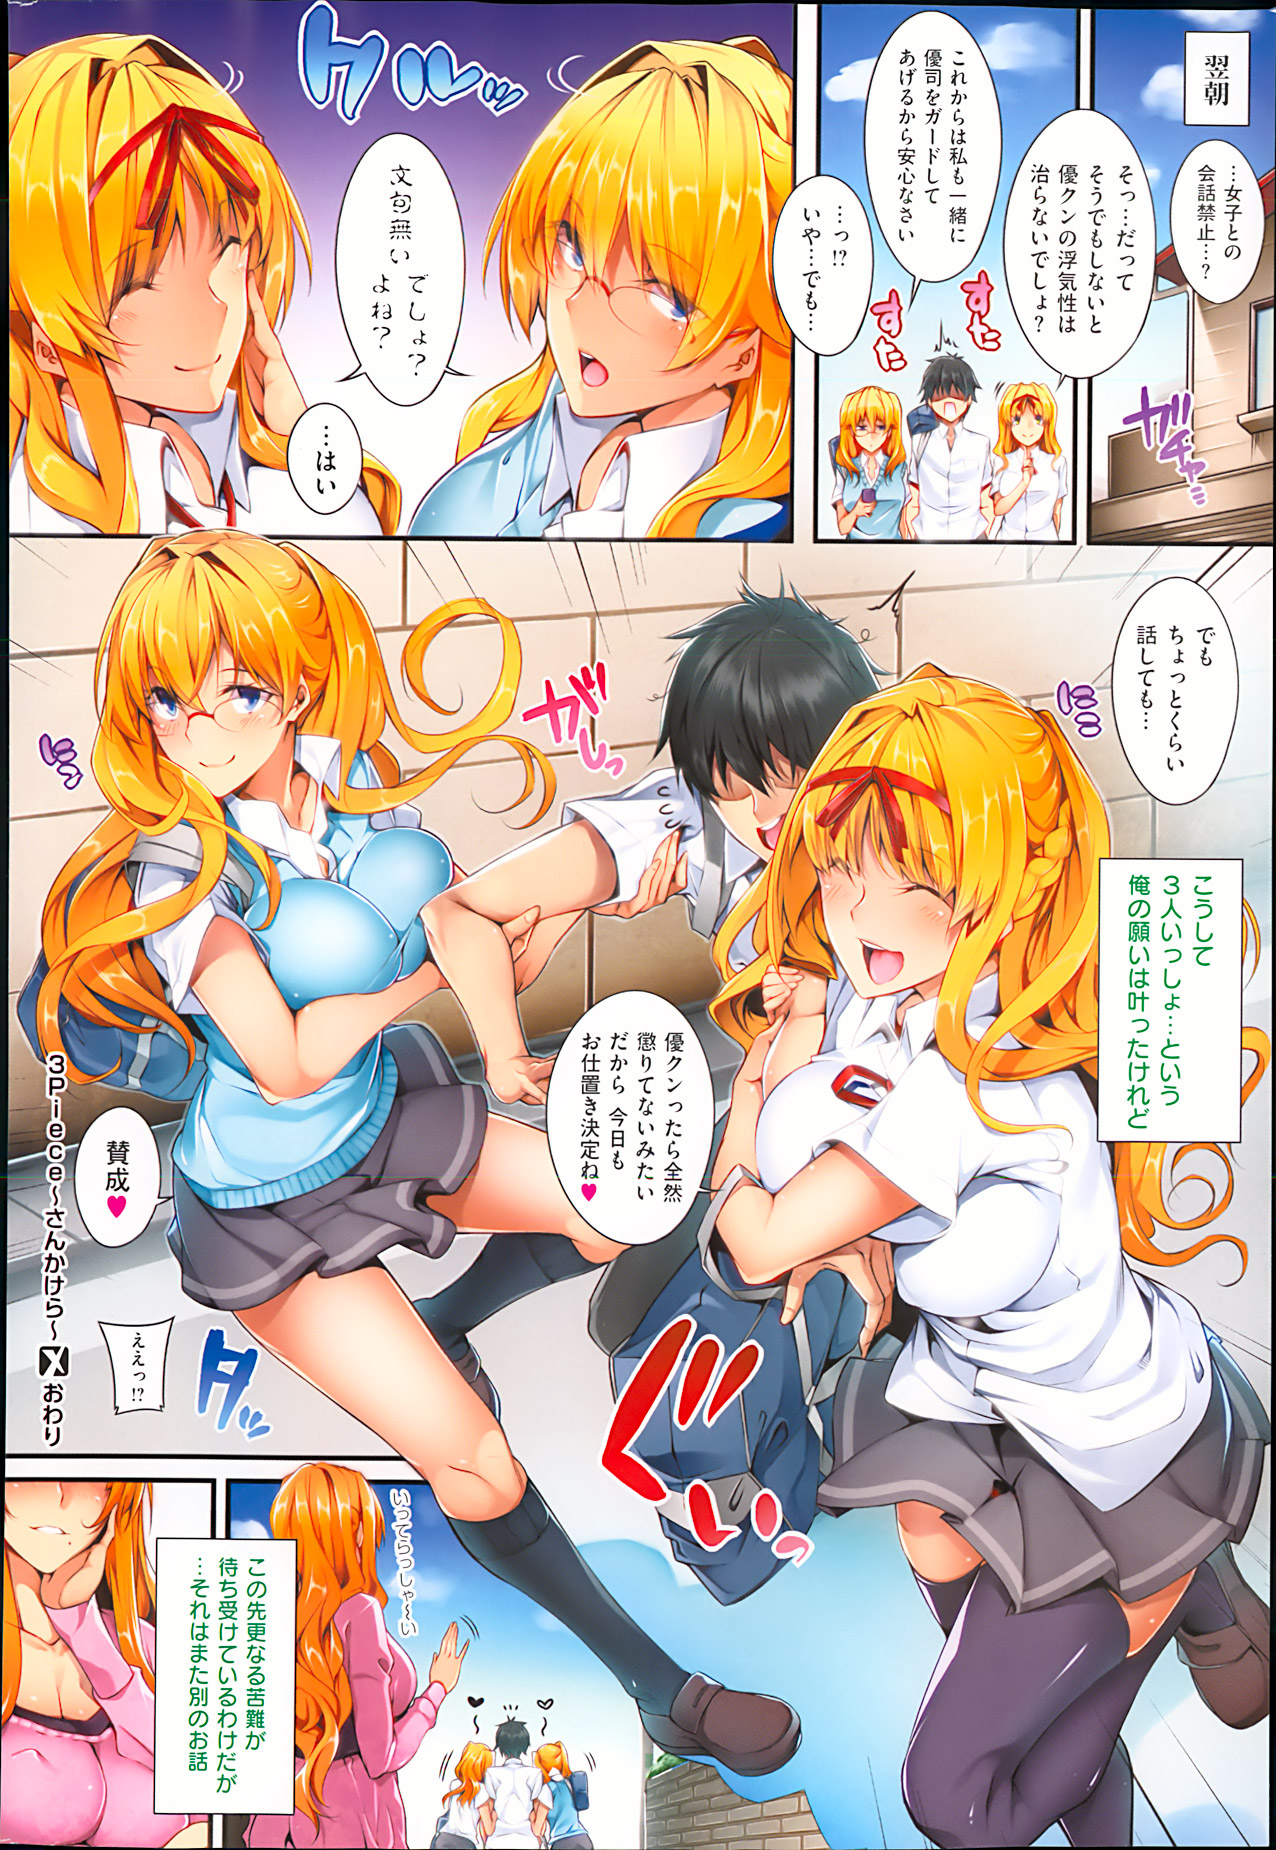 翌朝
…女子との
会話禁止…？
ガチャ
そっ…だって
そうでもしないと
優クンの浮気性は
治らないでしょ？
これからは私も一緒に
優司をガードして
あげるから安心なさい
…っ!?
いや…でも…
すた
すた
クルッ
文句無い
でしょ？
よね？
…はい
でも
ちょっとくらい
話しても…
ニコ
こうして
３人いっしょ…という
俺の願いは叶ったけれど
ガ
しっ
優クンったら全然
懲りてないみたい
だから 今日も
お仕置き決定ね♥
ぐいっ
賛成
♥
ダッ
ええっ!?
3Piece～さんかけら～ X おわり
いってらっしゃ～い
この先更なる苦難が
待ち受けているわけだが
…それはまた別のお話